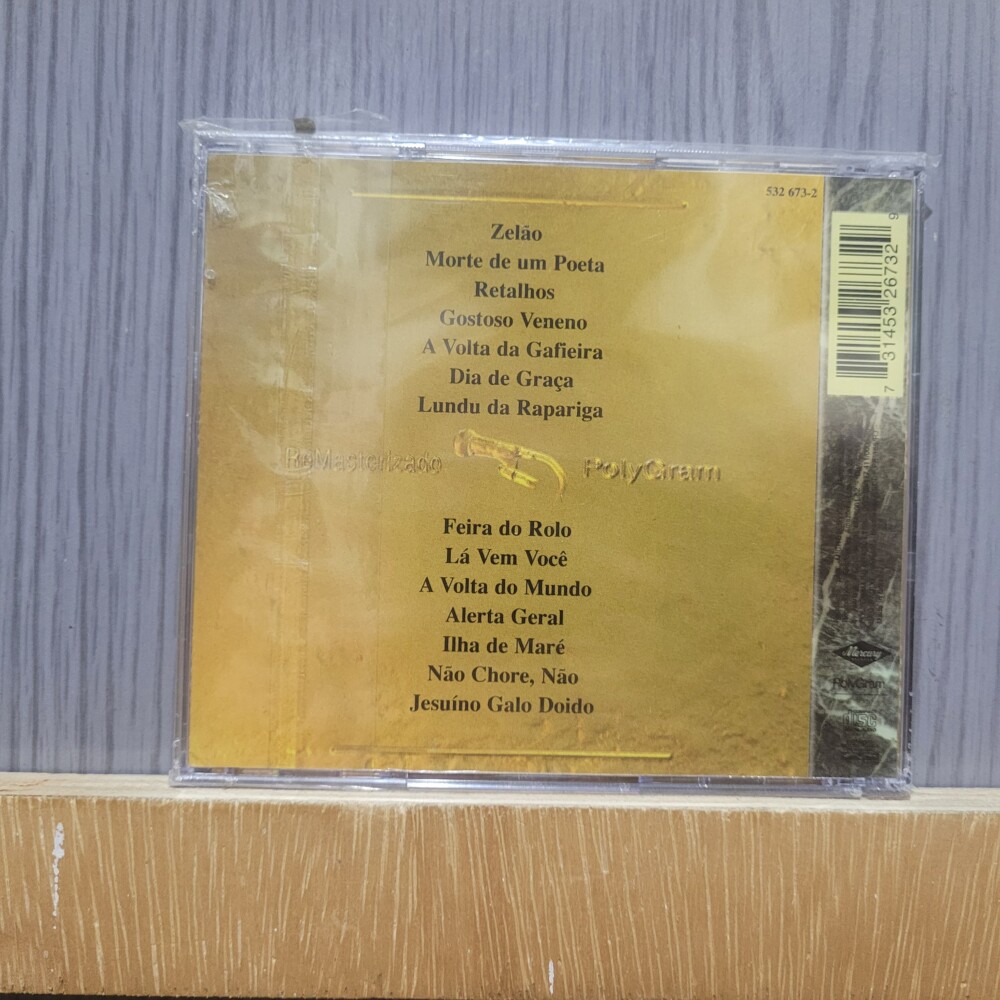 532 673-2
Zelão
Morte de um Poeta
Retalhos
Gostoso Veneno
A Volta da Gafieira
Dia de Graça
Lundu da Rapariga
ReMasterizado PolyGram
Feira do Rolo
Lá Vem Você
A Volta do Mundo
Alerta Geral
Ilha de Maré
Não Chore, Não
Jesuíno Galo Doido
7 31453 26732 9
Mercury
PolyGram